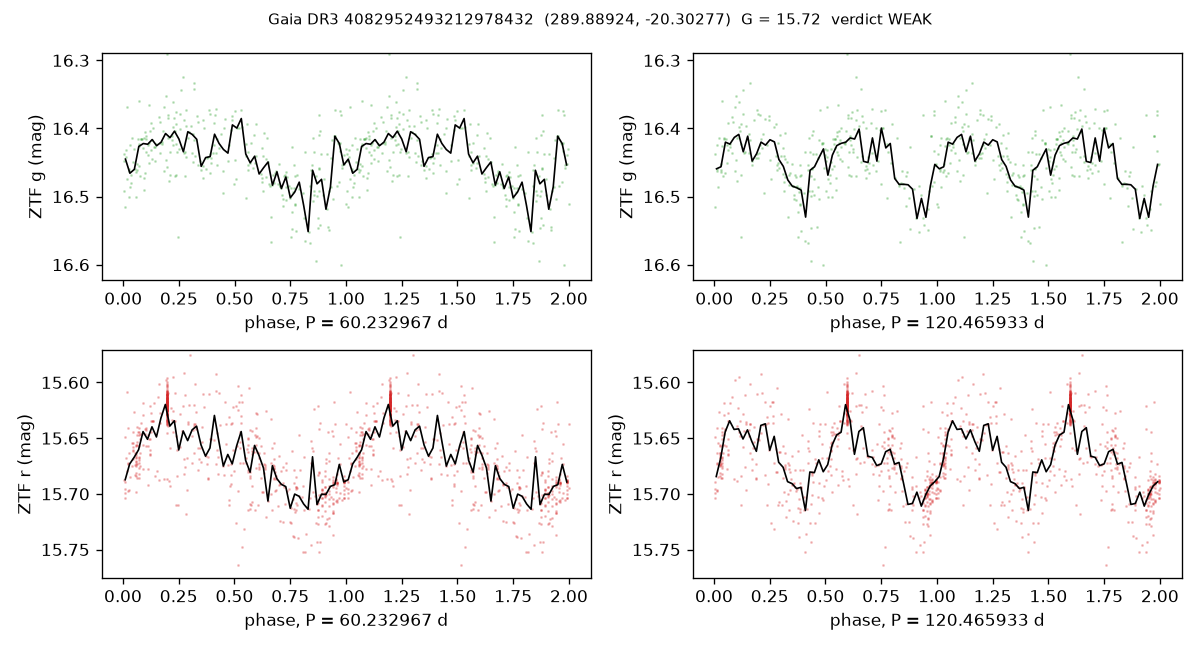 Gaia DR3 4082952493212978432 (289.88924, -20.30277) G = 15.72 verdict WEAK
ZTF g (mag)
16.3
16.4
16.5
16.6
0.00 0.25 0.50 0.75 1.00 1.25 1.50 1.75 2.00
phase, P = 60.232967 d
ZTF g (mag)
16.3
16.4
16.5
16.6
0.00 0.25 0.50 0.75 1.00 1.25 1.50 1.75 2.00
phase, P = 120.465933 d
ZTF r (mag)
15.60
15.65
15.70
15.75
0.00 0.25 0.50 0.75 1.00 1.25 1.50 1.75 2.00
phase, P = 60.232967 d
ZTF r (mag)
15.60
15.65
15.70
15.75
0.00 0.25 0.50 0.75 1.00 1.25 1.50 1.75 2.00
phase, P = 120.465933 d